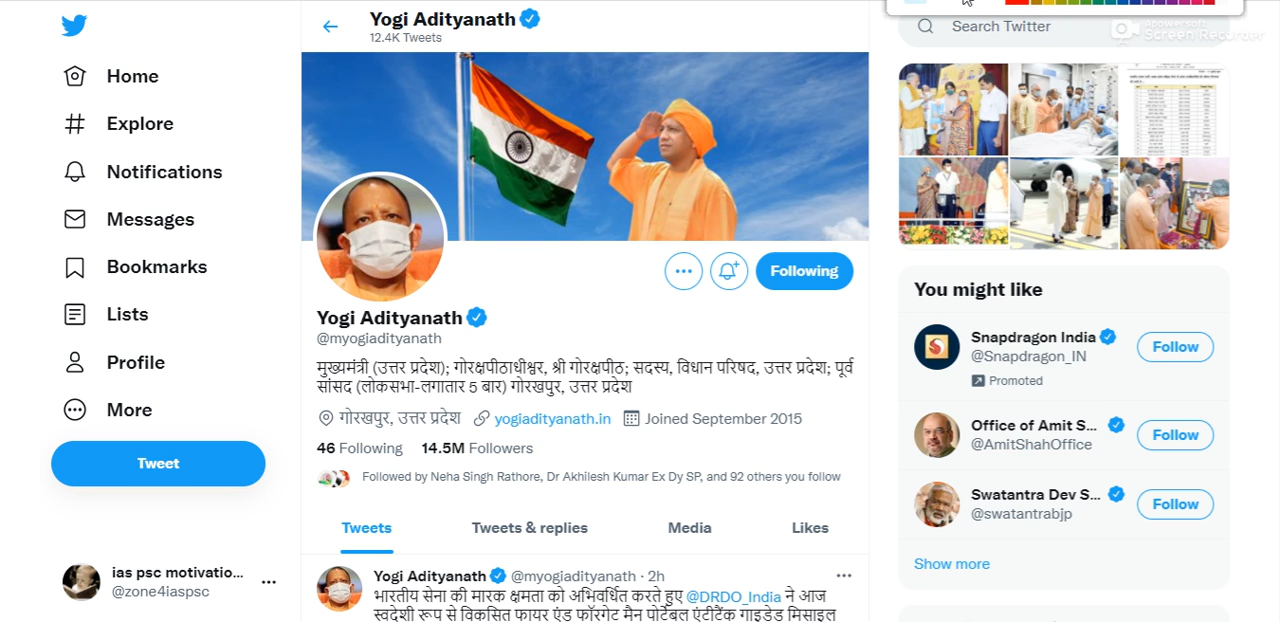 Yogi Adityanath
12.4K Tweets
Search Twitter
Apowersoft
Screen Recorder
Home
Explore
Notifications
Messages
Bookmarks
Lists
Profile
More
Tweet
ias psc motivatio...
@zone4iaspsc
Following
Yogi Adityanath
@myogiadityanath
मुख्यमंत्री (उत्तर प्रदेश); गोरक्षपीठाधीश्वर, श्री गोरक्षपीठ; सदस्य, विधान परिषद, उत्तर प्रदेश; पूर्व
सांसद (लोकसभा-लगातार 5 बार) गोरखपुर, उत्तर प्रदेश
गोरखपुर, उत्तर प्रदेश yogiadityanath.in Joined September 2015
46 Following 14.5M Followers
Followed by Neha Singh Rathore, Dr Akhilesh Kumar Ex Dy SP, and 92 others you follow
Tweets Tweets & replies Media Likes
Yogi Adityanath @myogiadityanath · 2h
भारतीय सेना की मारक क्षमता को अभिवर्धित करते हुए @DRDO_India ने आज
स्वदेशी रूप से विकसित फायर एंड फॉरगेट मैन पोर्टेबल एंटीटैंक गाइडेड मिसाइल
You might like
Snapdragon India
@Snapdragon_IN
Promoted
Follow
Office of Amit S...
@AmitShahOffice
Follow
Swatantra Dev S...
@swatantrabjp
Follow
Show more